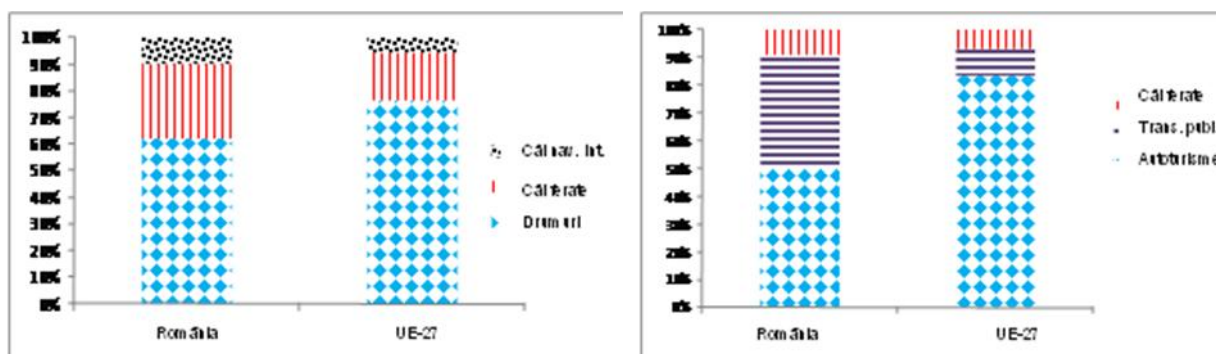 100%
90%
80%
70%
60%
50%
40%
30%
20%
10%
0%
România
UE-27
Căi nav. int.
Căi ferate
Drumuri
100%
90%
80%
70%
60%
50%
40%
30%
20%
10%
0%
România
UE-27
Căi ferate
Trans. publ
Autoturisme